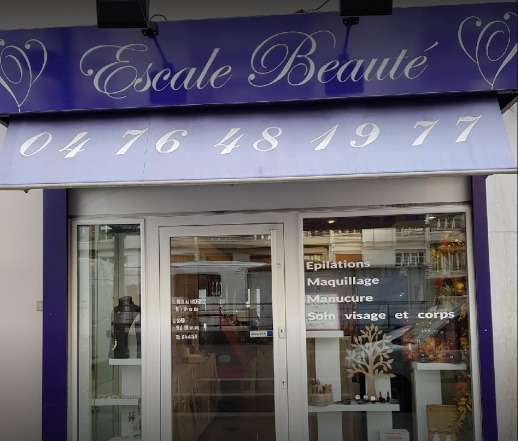 Escale Beauté
04 76 48 19 77
Epilations
Maquillage
Manucure
Soin visage et corps